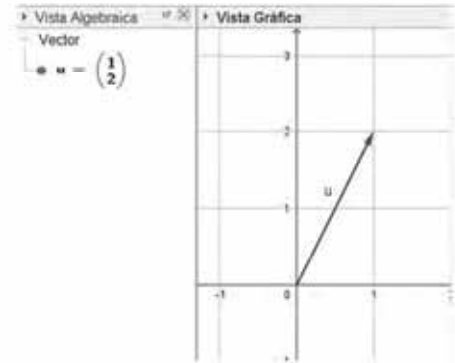 Vista Algebraica
Vista Gráfica
Vector
u = (1
2)
3
2
u
1
-1
0
1